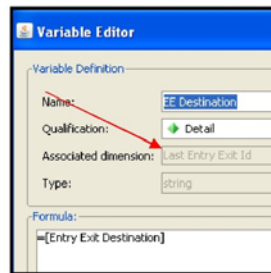 Variable Editor
Variable Definition
Name: EE Destination
Qualification: Detail
Associated dimension: Last Entry Exit Id
Type: string
Formula:
=[Entry Exit Destination]